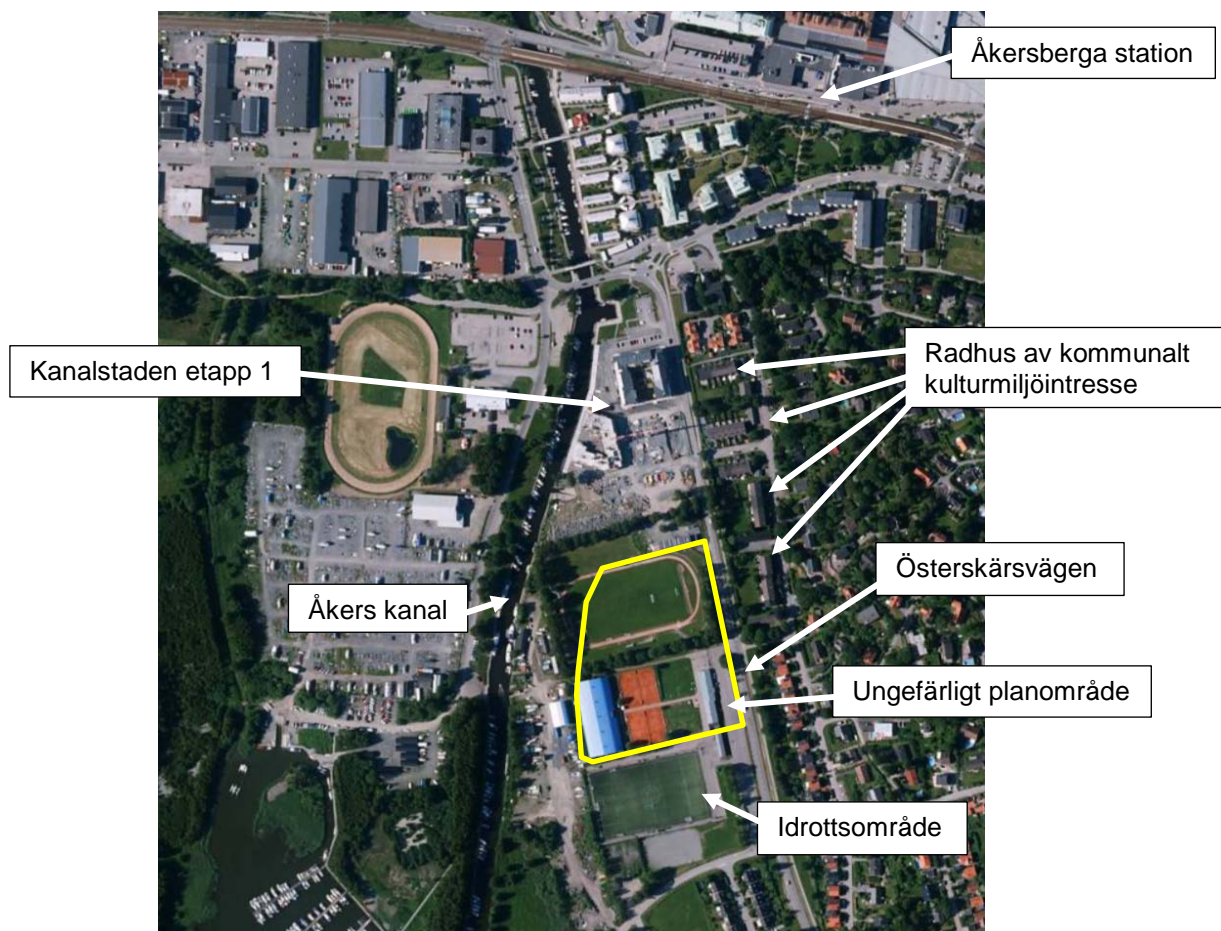 Åkersberga station
Radhus av kommunalt
kulturmiljöintresse
Kanalstaden etapp 1
Österskärsvägen
Åkers kanal
Ungefärligt planområde
Idrottsområde